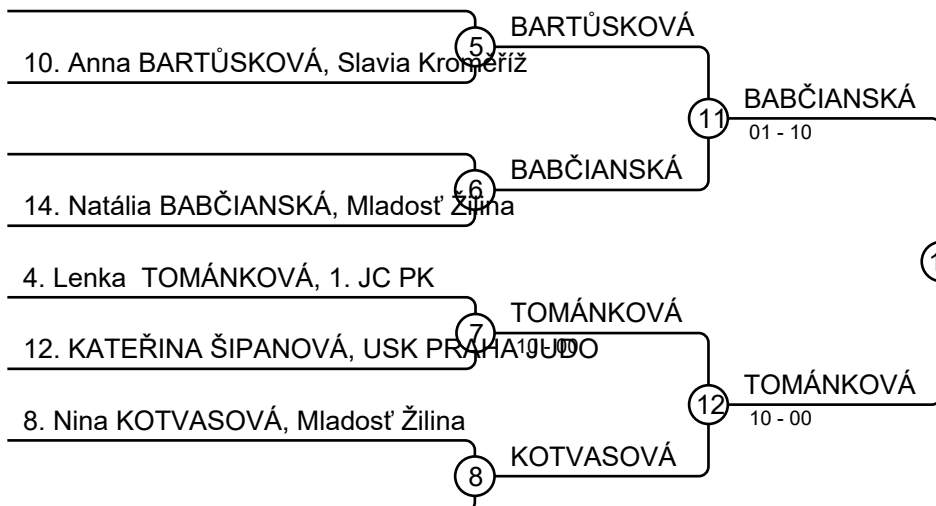 10. Anna BARTŮSKOVÁ, Slavia Kroměříž
14. Natália BABČIANSKÁ, Mladosť Žilina
4. Lenka  TOMÁNKOVÁ, 1. JC PK
12. KATEŘINA ŠIPANOVÁ, USK PRAHA JUDO
8. Nina KOTVASOVÁ, Mladosť Žilina
5
6
7
8
BARTŮSKOVÁ
BABČIANSKÁ
TOMÁNKOVÁ
10 - 00
KOTVASOVÁ
11
12
BABČIANSKÁ
01 - 10
TOMÁNKOVÁ
10 - 00